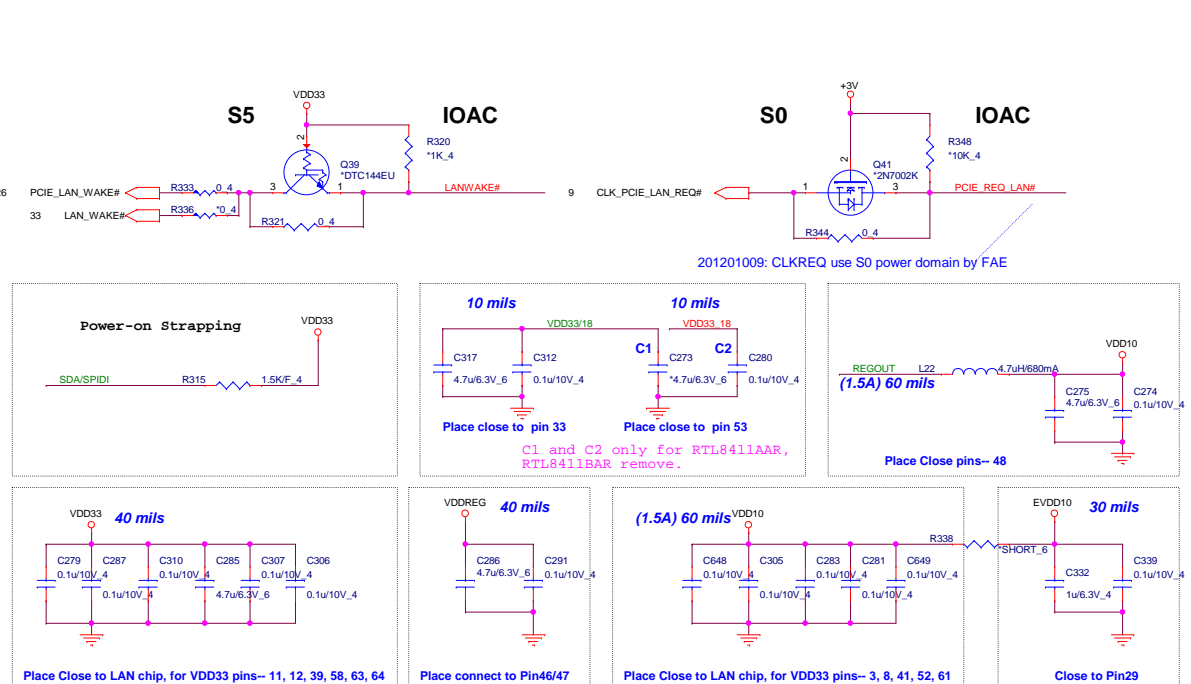 S5
VDD33
IOAC
2
R320
*1K_4
Q39
*DTC144EU
26
PCIE_LAN_WAKE#
R333
0_4
3
1
LANWAKE#
33
LAN_WAKE#
R336
*0_4
R321
0_4
S0
+3V
IOAC
2
R348
*10K_4
Q41
*2N7002K
9
CLK_PCIE_LAN_REQ#
1
3
PCIE_REQ_LAN#
R344
0_4
201201009: CLKREQ use S0 power domain by FAE
Power-on Strapping
VDD33
SDA/SPIDI
R315
1.5K/F_4
10 mils
10 mils
VDD33/18
VDD33_18
C1
C2
C317
4.7u/6.3V_6
C312
0.1u/10V_4
C273
*4.7u/6.3V_6
C280
0.1u/10V_4
Place close to pin 33
Place close to pin 53
C1 and C2 only for RTL8411AAR,
RTL8411BAR remove.
VDD10
REGOUT
L22
4.7uH/680mA
(1.5A) 60 mils
C275
4.7u/6.3V_6
C274
0.1u/10V_4
Place Close pins-- 48
VDD33
40 mils
C279
0.1u/10V_4
C287
0.1u/10V_4
C310
0.1u/10V_4
C285
4.7u/6.3V_6
C307
0.1u/10V_4
C306
0.1u/10V_4
Place Close to LAN chip, for VDD33 pins-- 11, 12, 39, 58, 63, 64
VDDREG
40 mils
C286
4.7u/6.3V_6
C291
0.1u/10V_4
Place connect to Pin46/47
(1.5A) 60 mils
VDD10
C648
0.1u/10V_4
C305
0.1u/10V_4
C283
0.1u/10V_4
C281
0.1u/10V_4
C649
0.1u/10V_4
R338
*SHORT_6
Place Close to LAN chip, for VDD33 pins-- 3, 8, 41, 52, 61
EVDD10
30 mils
C332
1u/6.3V_4
C339
0.1u/10V_4
Close to Pin29